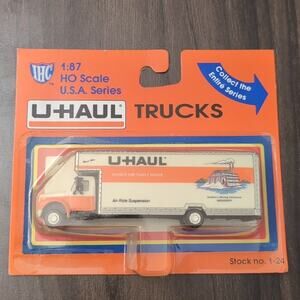 IHC
1:87
HO Scale
U.S.A. Series
Collect the
Entire Series
U-HAUL TRUCKS
U-HAUL
Air-Ride Suspension
MISSISSIPPI
Stock no. 1-24